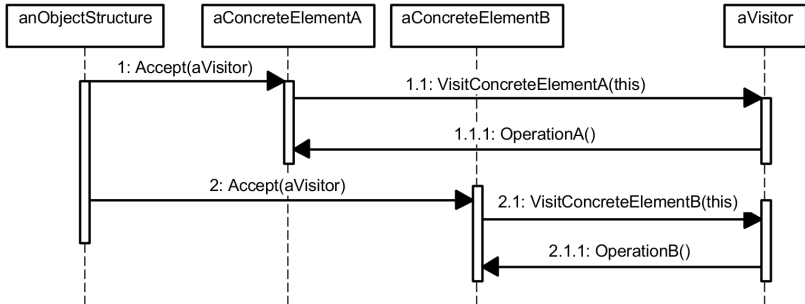 anObjectStructure
aConcreteElementA
aConcreteElementB
aVisitor
1: Accept(aVisitor)
1.1: VisitConcreteElementA(this)
1.1.1: OperationA()
2: Accept(aVisitor)
2.1: VisitConcreteElementB(this)
2.1.1: OperationB()